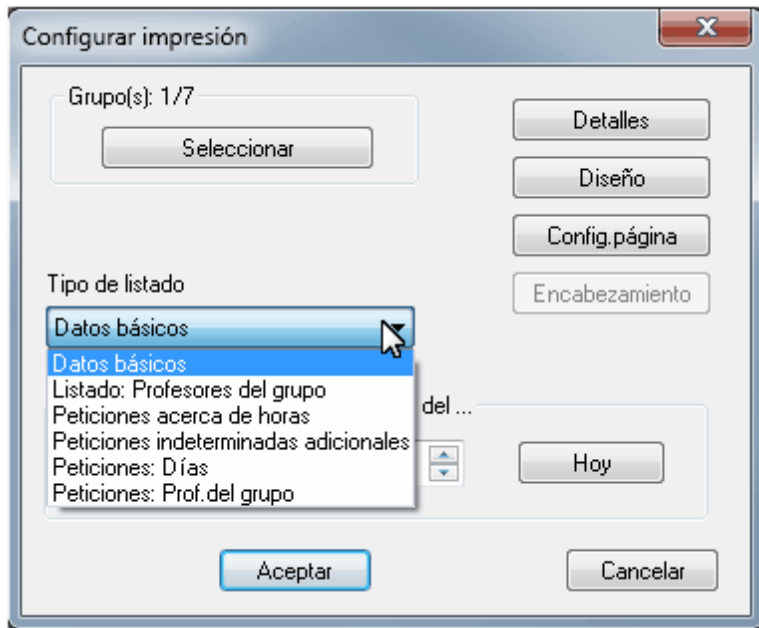 Configurar impresión
Grupo(s): 1/7
Seleccionar
Detalles
Diseño
Config.página
Encabezamiento
Tipo de listado
Datos básicos
Datos básicos
Listado: Profesores del grupo
Peticiones acerca de horas
Peticiones indeterminadas adicionales
Peticiones: Días
Peticiones: Prof.del grupo
del ...
Hoy
Aceptar
Cancelar